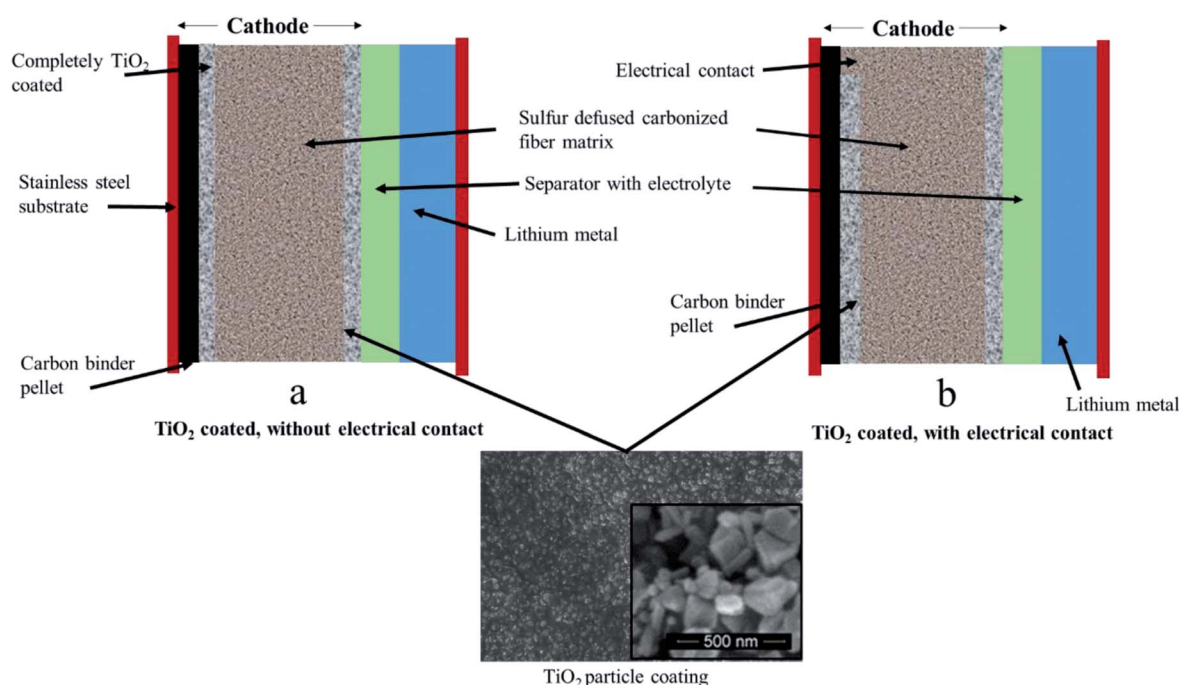 Cathode
Completely TiO₂
coated
Stainless steel
substrate
Carbon binder
pellet
a
TiO₂ coated, without electrical contact
Sulfur defused carbonized
fiber matrix
Separator with electrolyte
Lithium metal
Cathode
Electrical contact
Carbon binder
pellet
b
Lithium metal
TiO₂ coated, with electrical contact
500 nm
TiO₂ particle coating